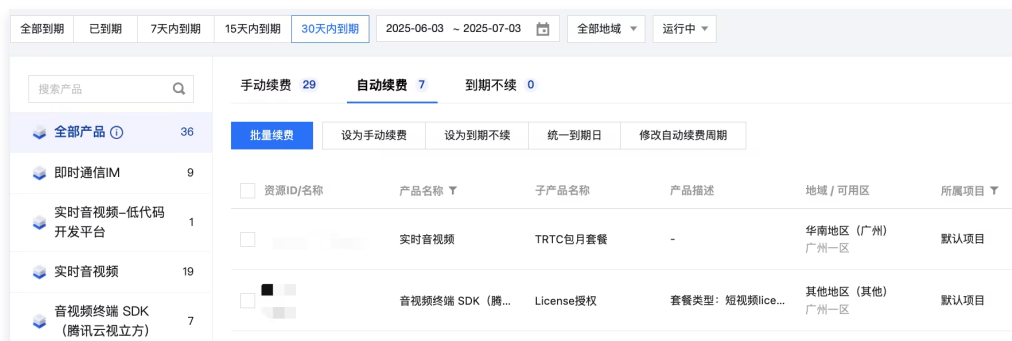 全部到期 已到期 7天内到期 15天内到期 30天内到期 2025-06-03 ~ 2025-07-03 全部地域 运行中
搜索产品
全部产品 36
即时通信IM 9
实时音视频-低代码
开发平台 1
实时音视频 19
音视频终端 SDK
（腾讯云视立方） 7
手动续费 29 自动续费 7 到期不续 0
批量续费 设为手动续费 设为到期不续 统一到期日 修改自动续费周期
资源ID/名称 产品名称 子产品名称 产品描述 地域 / 可用区 所属项目
实时音视频 TRTC包月套餐 - 华南地区（广州） 默认项目
广州一区
音视频终端 SDK（腾... License授权 套餐类型：短视频lice... 其他地区（其他） 默认项目
广州一区